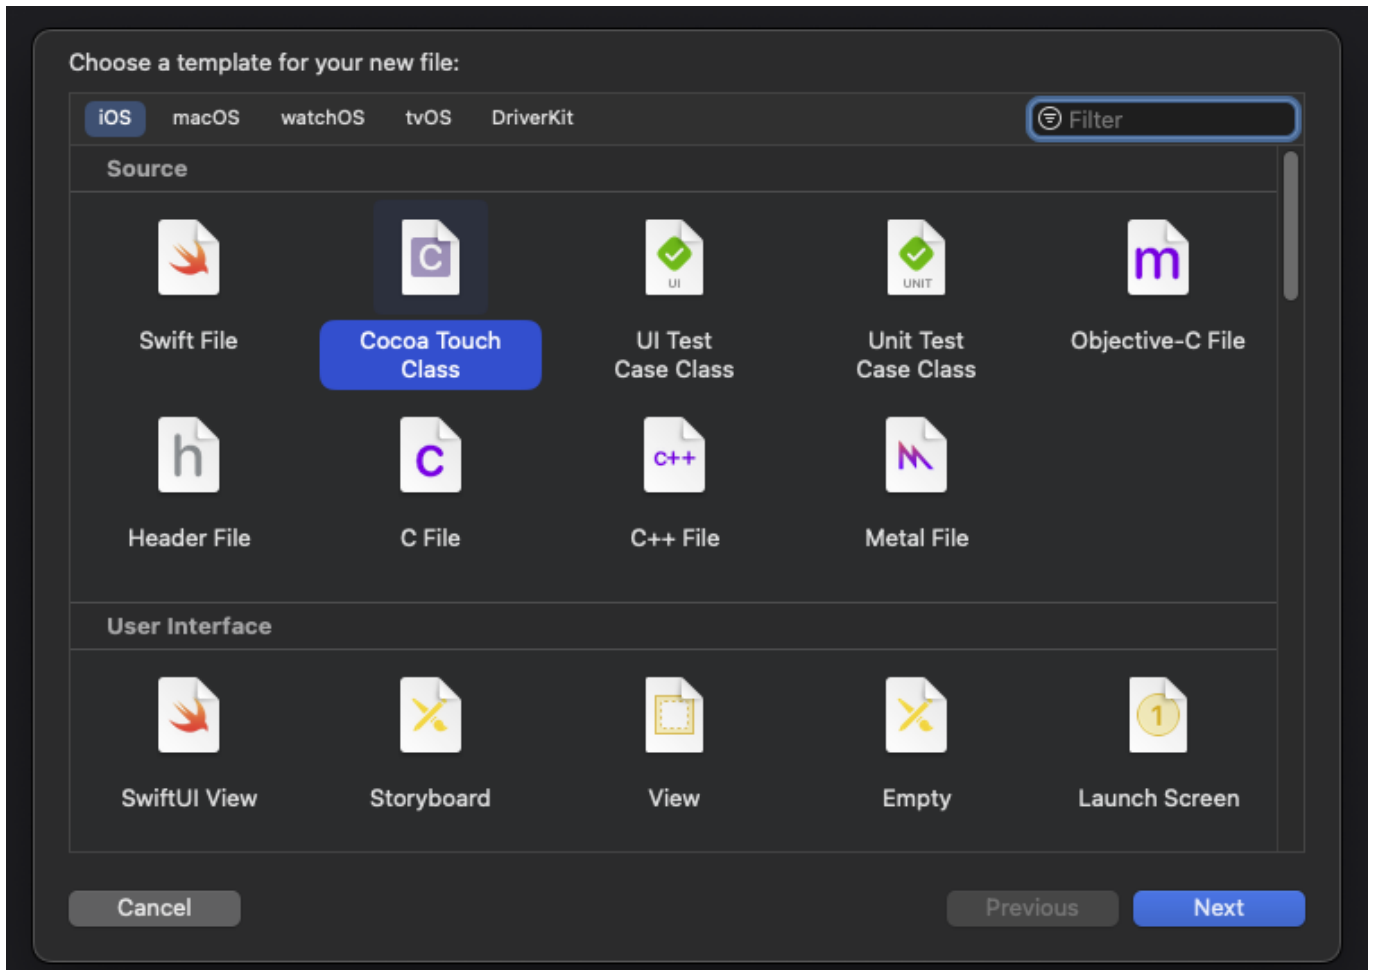 Choose a template for your new file:
iOS macOS watchOS tvOS DriverKit Filter
Source
C UI UNIT m
Swift File Cocoa Touch Class UI Test Case Class Unit Test Case Class Objective-C File
h c c++
Header File C File C++ File Metal File
User Interface
1
SwiftUI View Storyboard View Empty Launch Screen
Cancel Previous Next